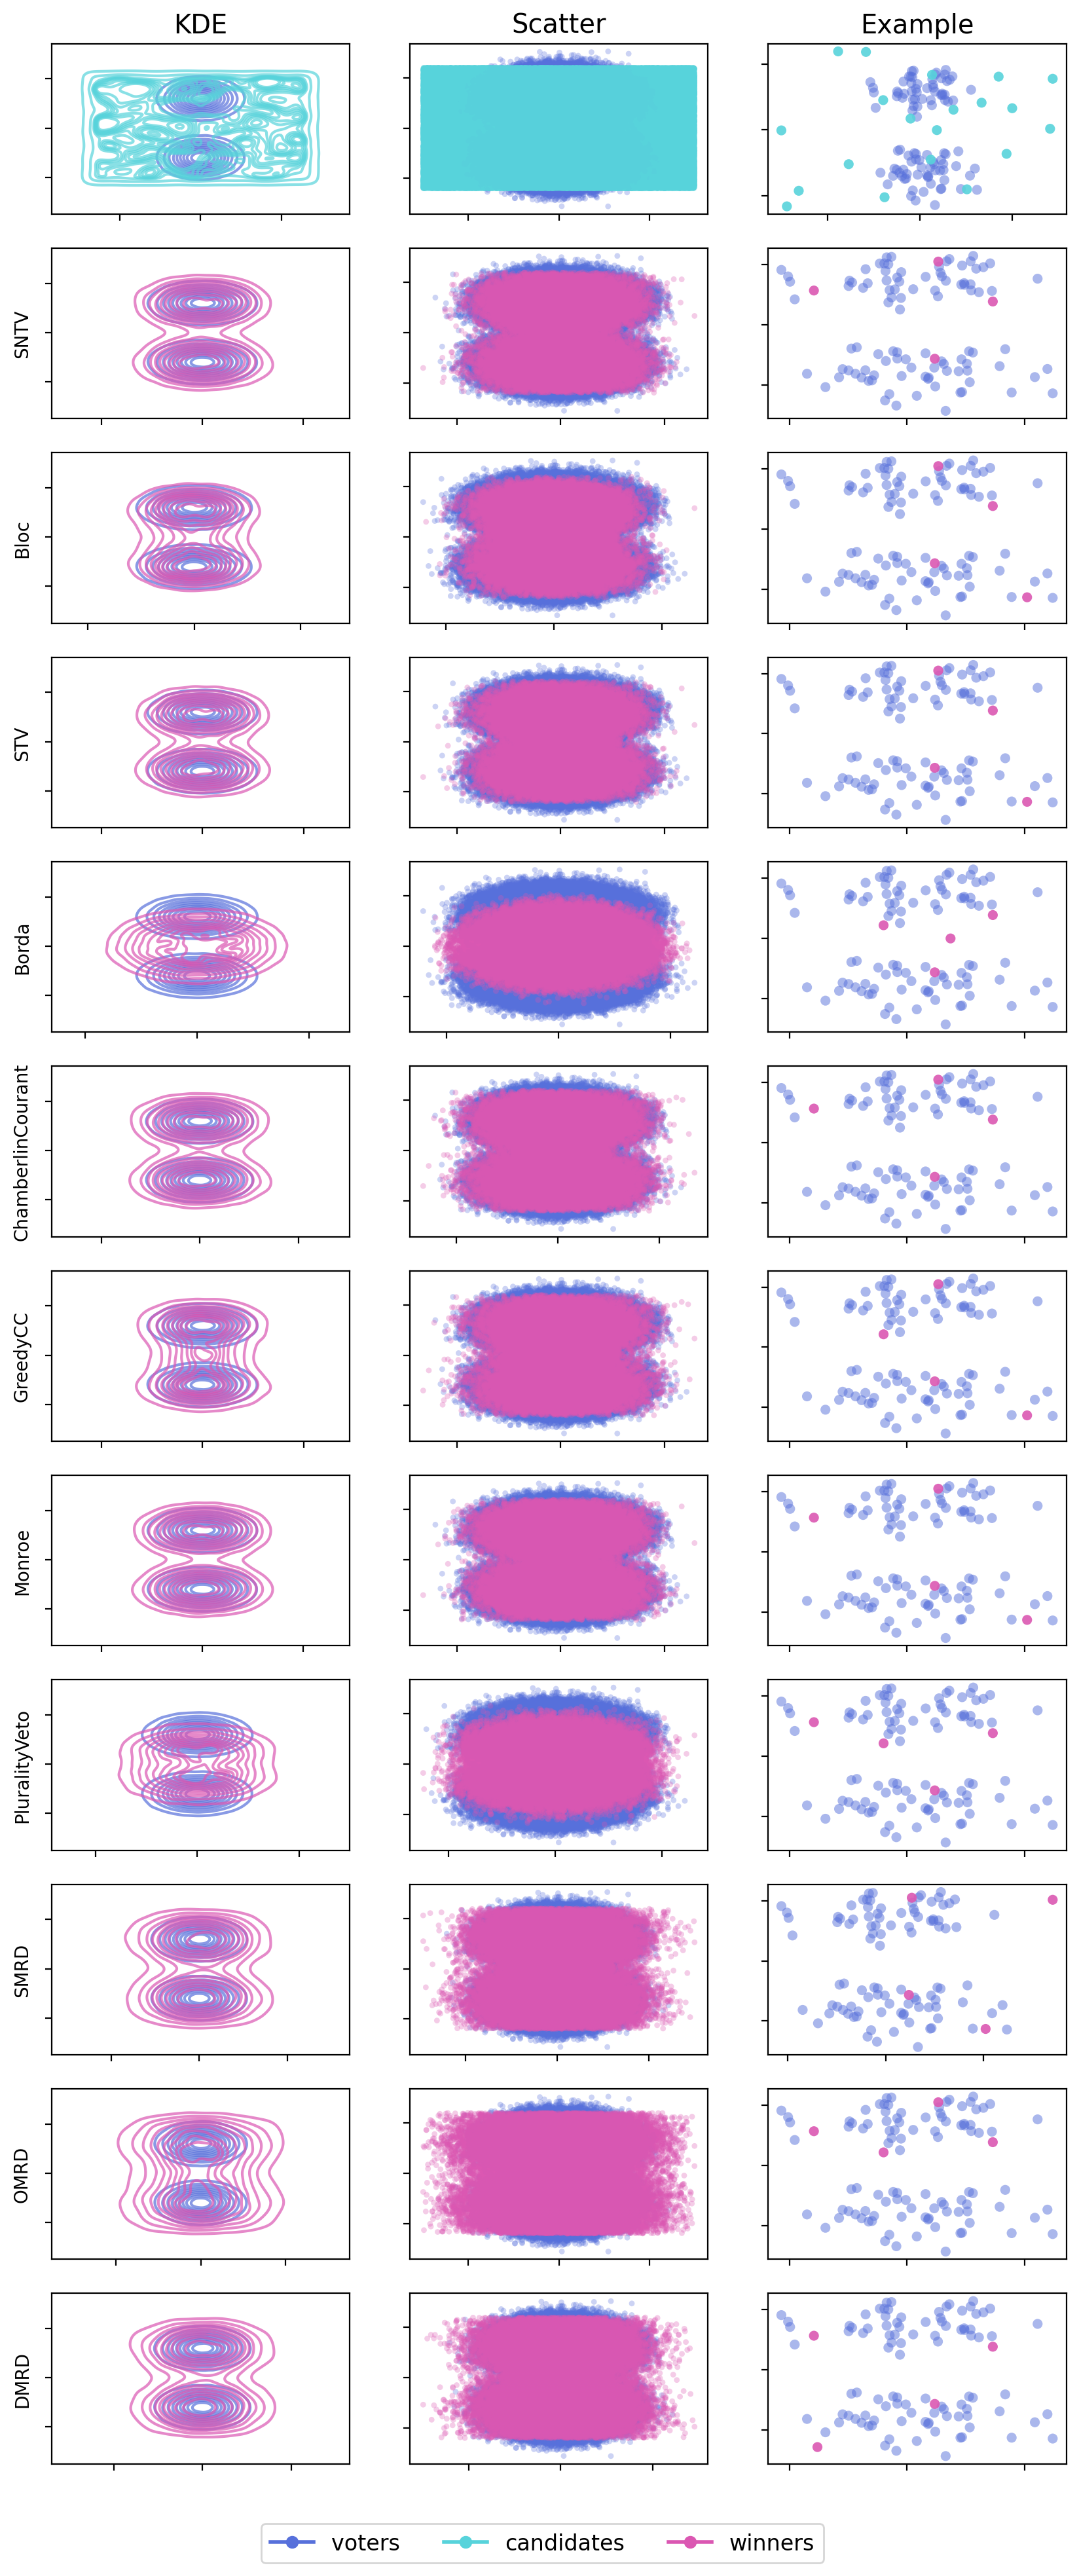 KDE Scatter Example
SNTV
Bloc
STV
Borda
ChamberlinCourant
GreedyCC
Monroe
PluralityVeto
SMRD
OMRD
DMRD
voters candidates winners